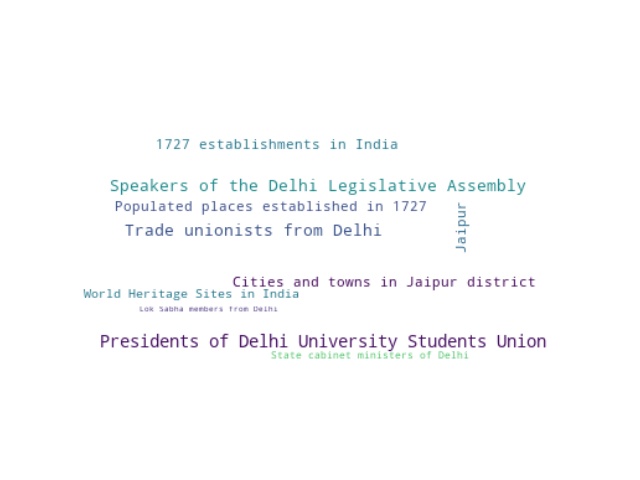 1727 establishments in India
Speakers of the Delhi Legislative Assembly
Populated places established in 1727
Jaipur
Trade unionists from Delhi
Cities and towns in Jaipur district
World Heritage Sites in India
Lok Sabha members from Delhi
Presidents of Delhi University Students Union
State cabinet ministers of Delhi